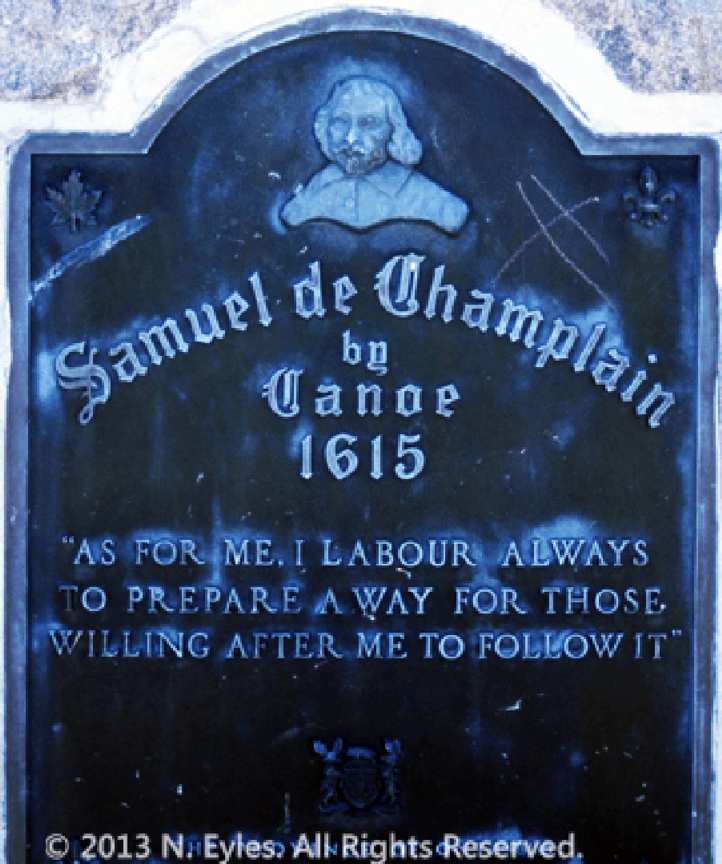 Samuel de Champlain
by
Canoe
1615
“AS FOR ME, I LABOUR ALWAYS
TO PREPARE A WAY FOR THOSE
WILLING AFTER ME TO FOLLOW IT”
© 2013 N. Eyles. All Rights Reserved.